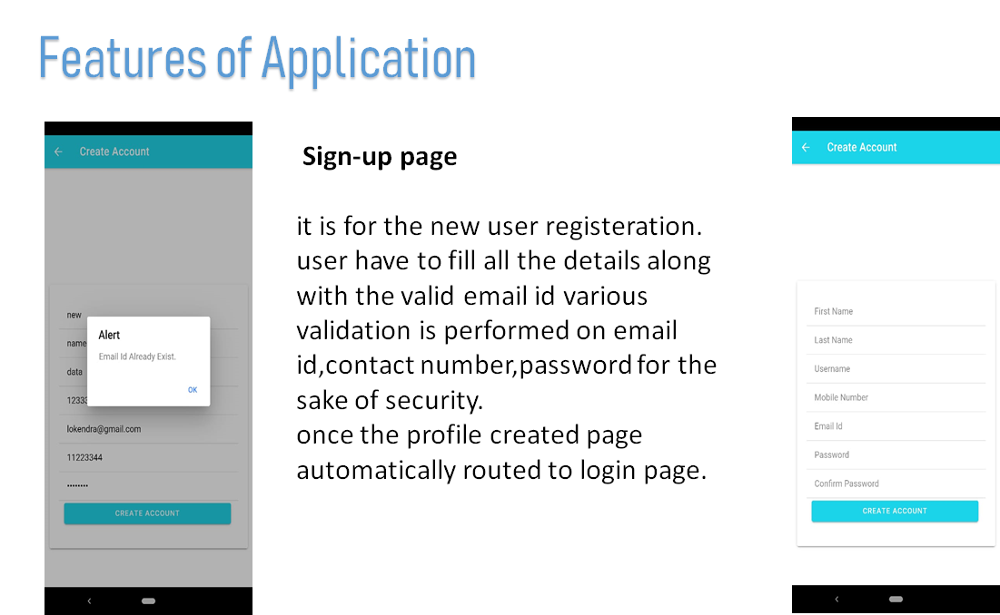 Features of Application
Create Account
new
name
data
12333
lokendra@gmail.com
11223344
........
CREATE ACCOUNT
Alert
Email Id Already Exist.
OK
Sign-up page
it is for the new user registeration.
user have to fill all the details along
with the valid email id various
validation is performed on email
id,contact number,password for the
sake of security.
once the profile created page
automatically routed to login page.
Create Account
First Name
Last Name
Username
Mobile Number
Email Id
Password
Confirm Password
CREATE ACCOUNT